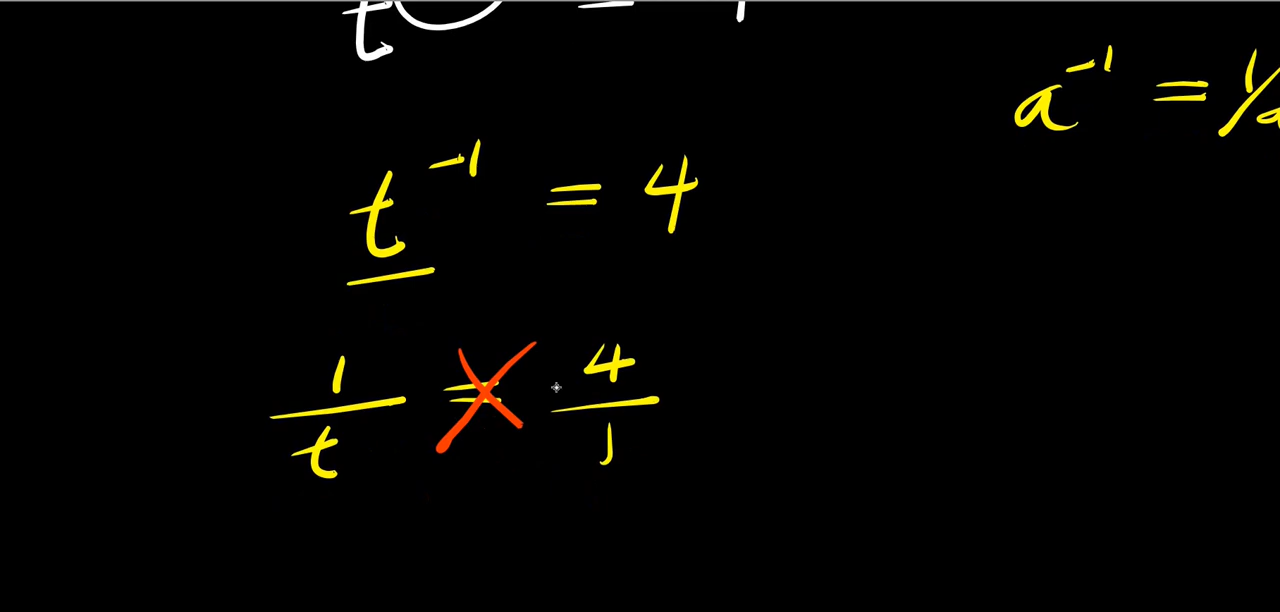 t =
a⁻¹ = 1/a
t⁻¹ = 4
1/t = 4/1